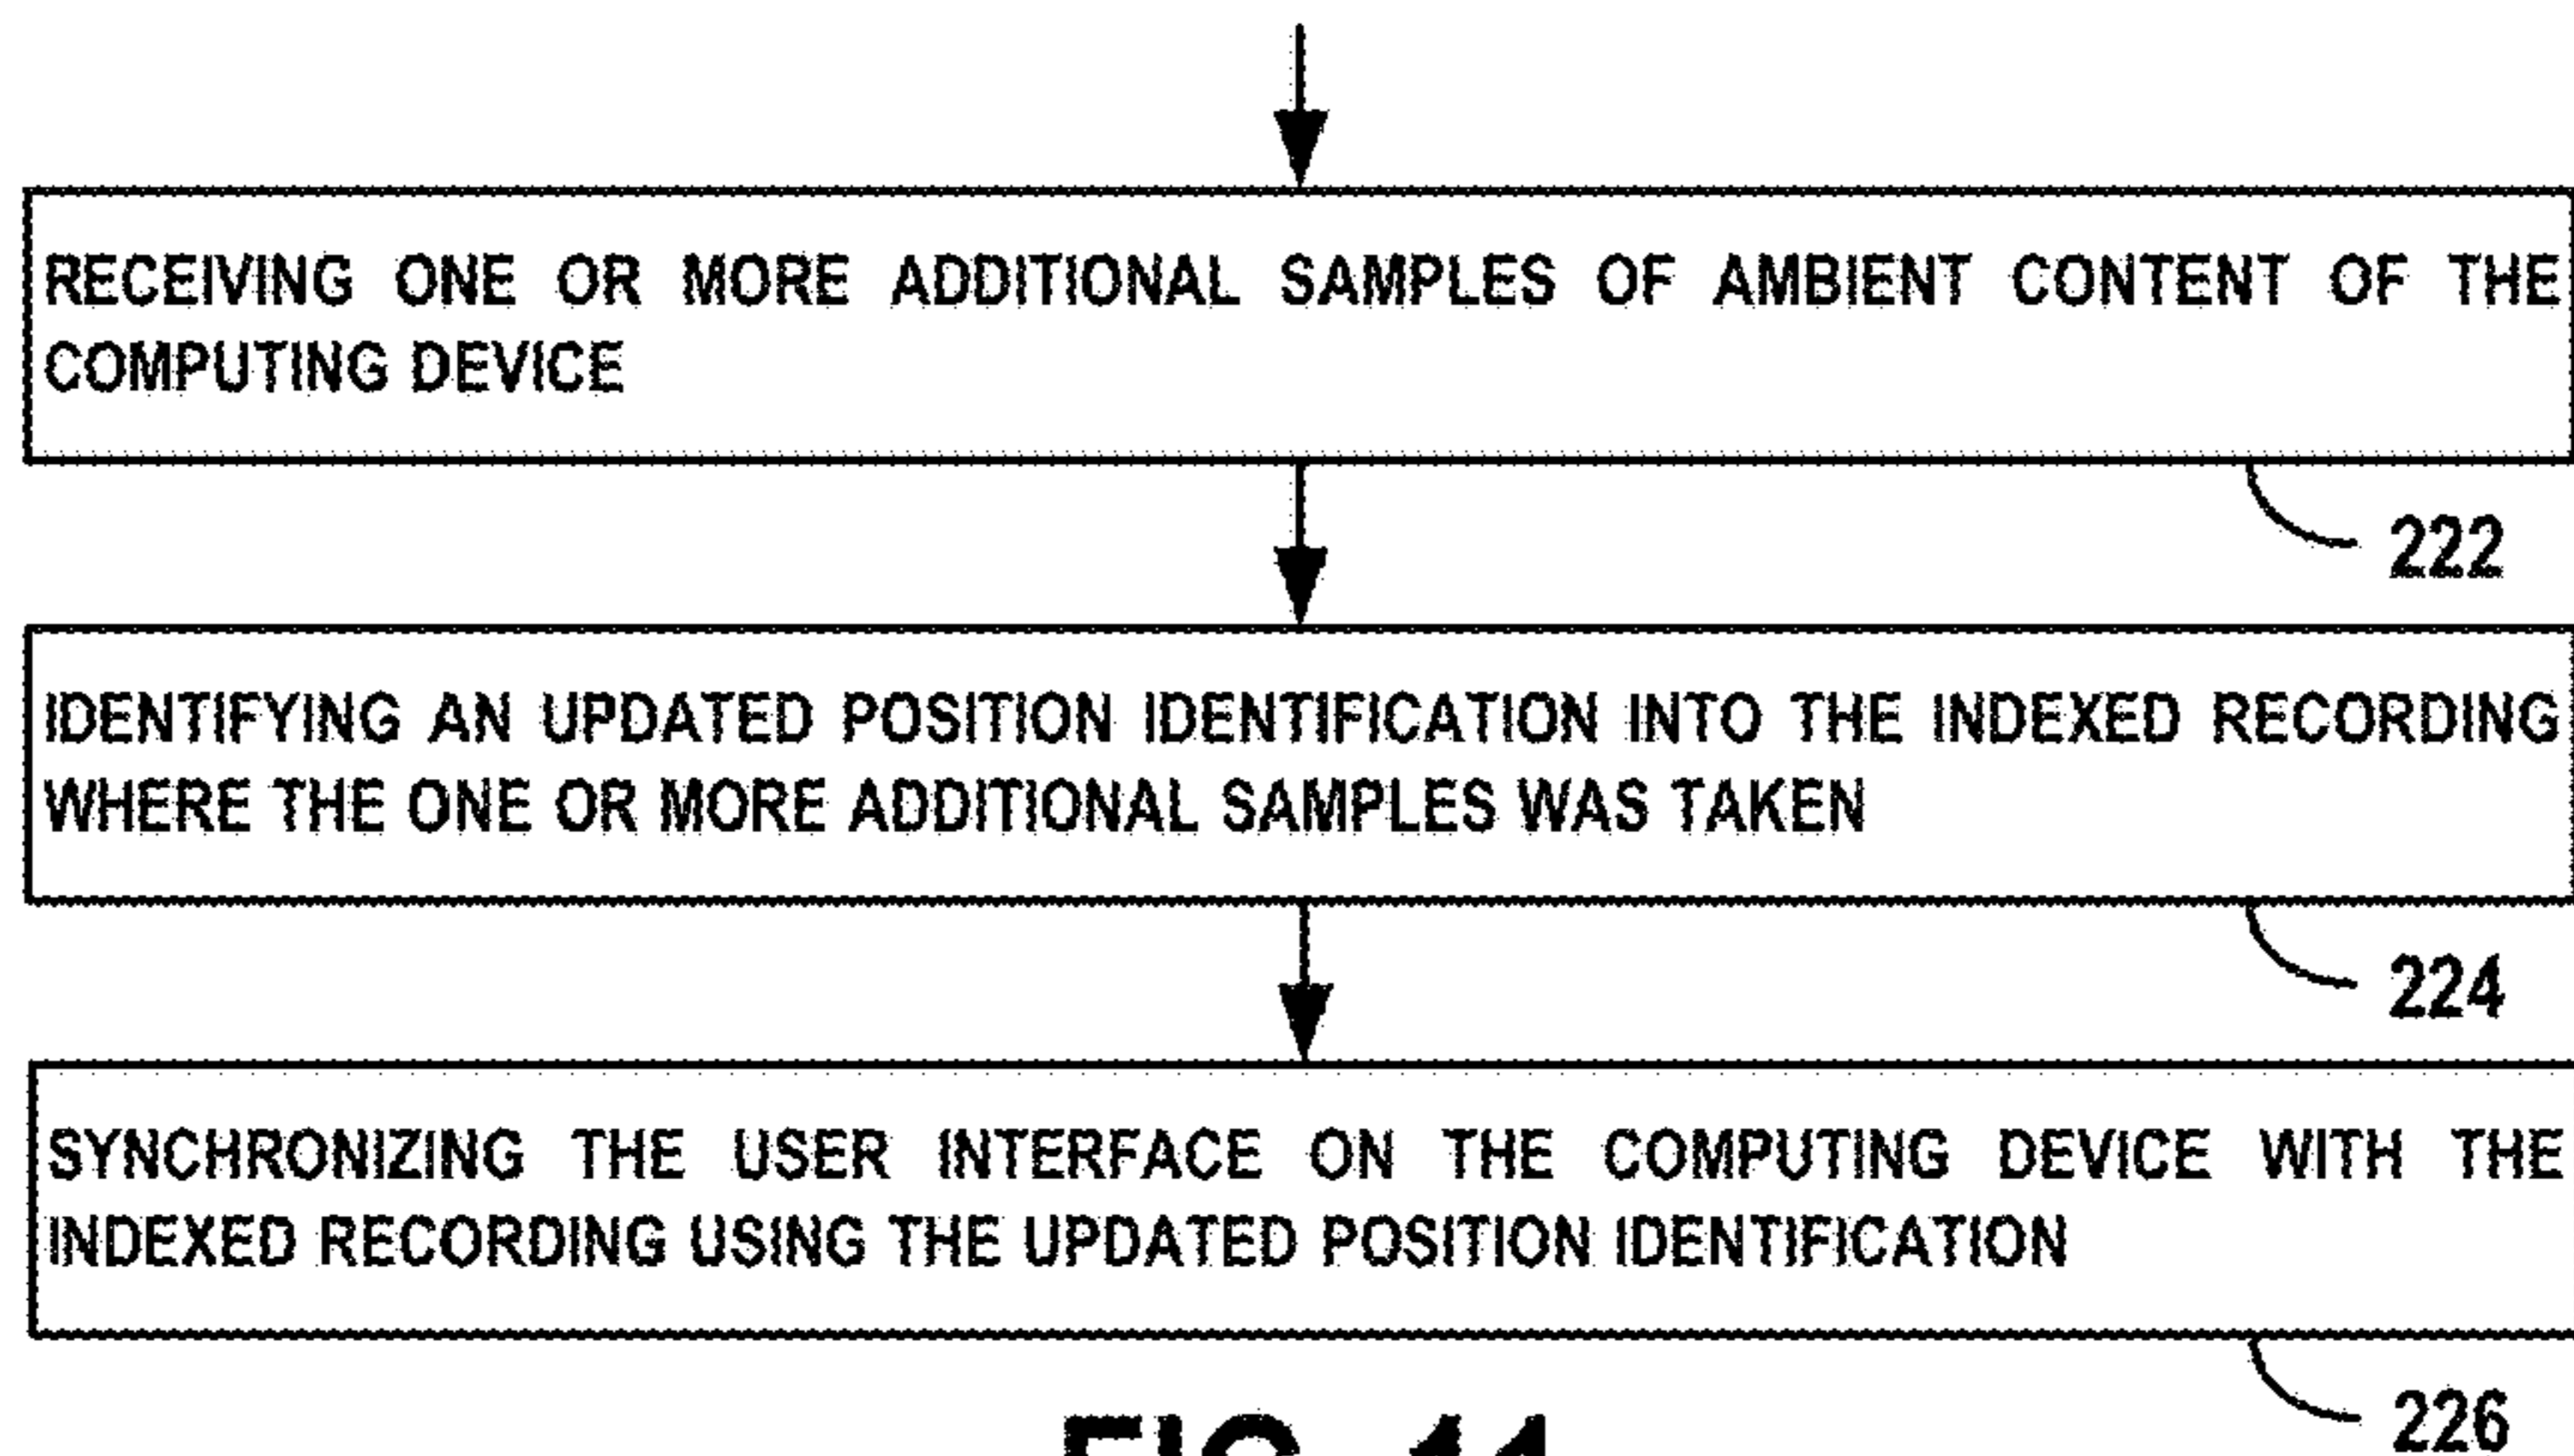 RECEIVING ONE OR MORE ADDITIONAL SAMPLES OF AMBIENT CONTENT OF THE
COMPUTING DEVICE
222
IDENTIFYING AN UPDATED POSITION IDENTIFICATION INTO THE INDEXED RECORDING
WHERE THE ONE OR MORE ADDITIONAL SAMPLES WAS TAKEN
224
SYNCHRONIZING THE USER INTERFACE ON THE COMPUTING DEVICE WITH THE
INDEXED RECORDING USING THE UPDATED POSITION IDENTIFICATION
226
FIG. 11